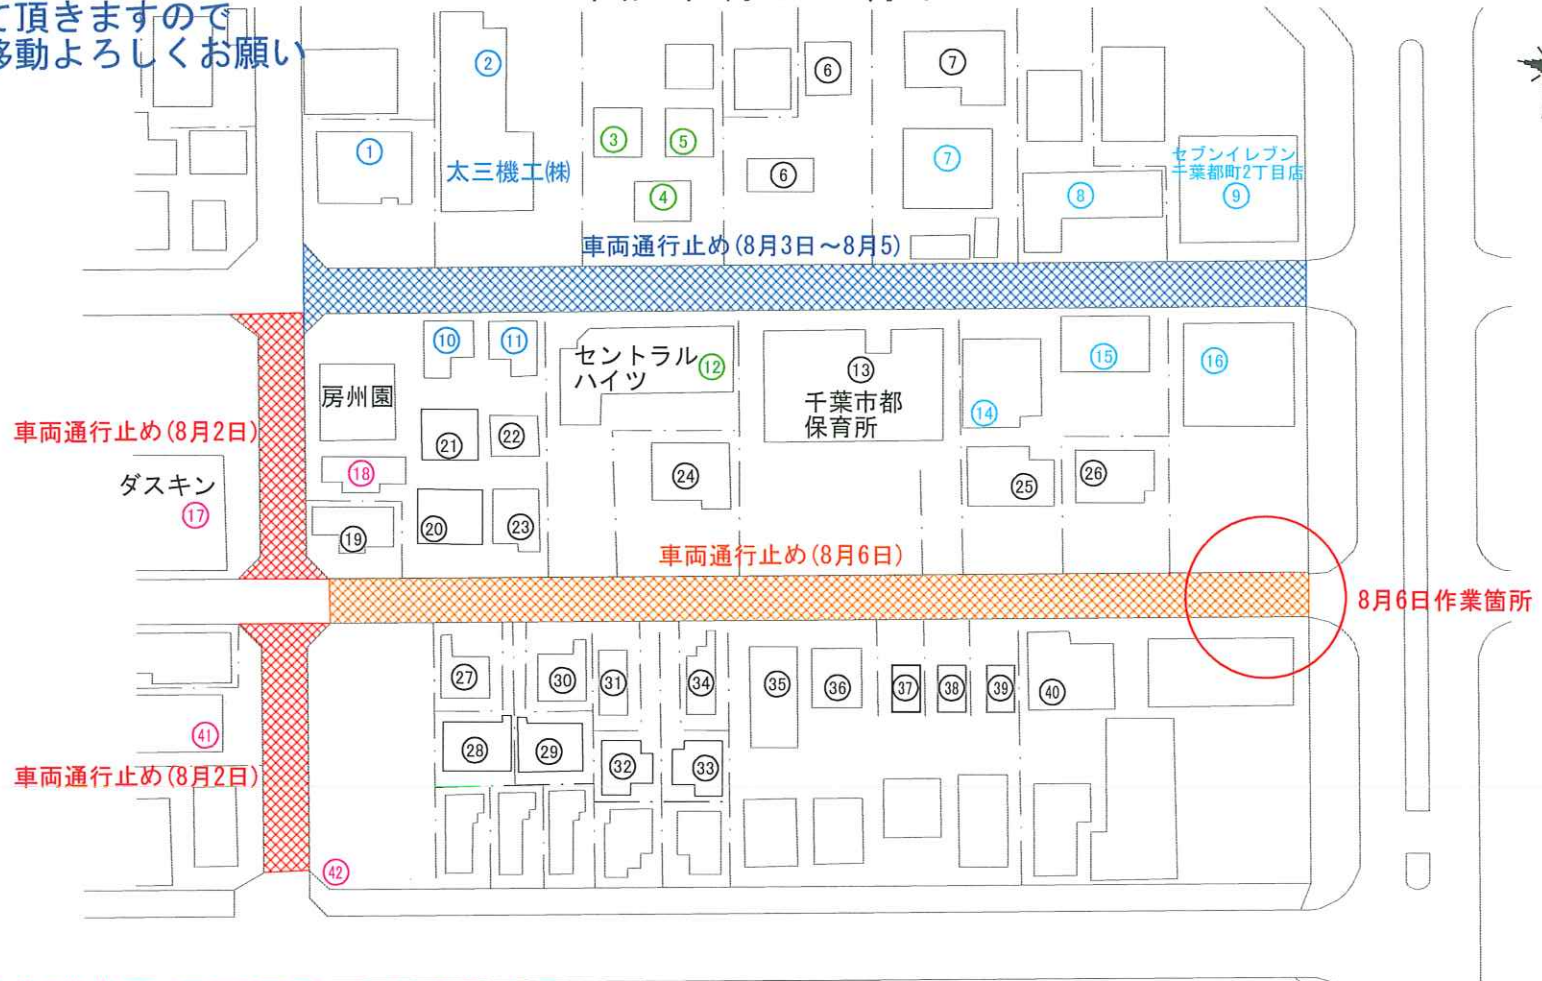 て頂きますので
移動よろしくお願い
②
⑥
⑦
①
③
⑤
⑦
セブンイレブン
千葉都町2丁目店
太三機工㈱
④
⑥
⑧
⑨
車両通行止め(8月3日～8月5)
⑩
⑪
セントラル
ハイツ
⑫
⑬
千葉市都
保育所
⑭
⑮
⑯
房州園
車両通行止め(8月2日)
㉑
㉒
ダスキン
⑰
⑱
㉔
㉕
㉖
⑲
⑳
㉓
車両通行止め(8月6日)
8月6日作業箇所
㉗
㉚
㉛
㉞
㉟
㊱
㊲
㊳
㊴
㊵
㊶
㉘
㉙
㉜
㉝
車両通行止め(8月2日)
㊷